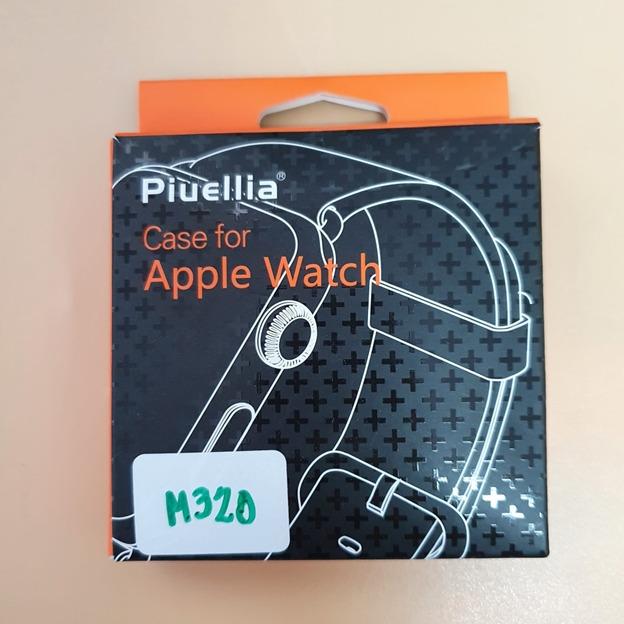 Piuellia®
Case for
Apple Watch
M320